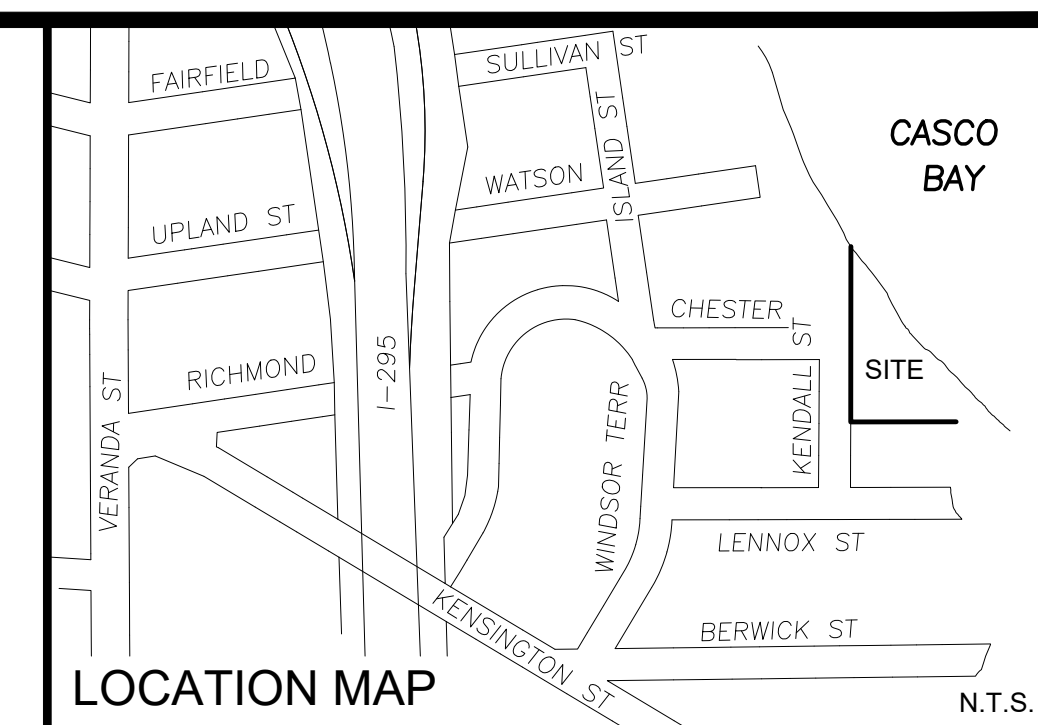 FAIRFIELD
SULLIVAN ST
ISLAND ST
CASCO
BAY
WATSON
UPLAND ST
CHESTER
RICHMOND
I-295
KENDALL ST
SITE
VERANDA ST
WINDSOR TERR
LENNOX ST
KENSINGTON ST
BERWICK ST
LOCATION MAP
N.T.S.